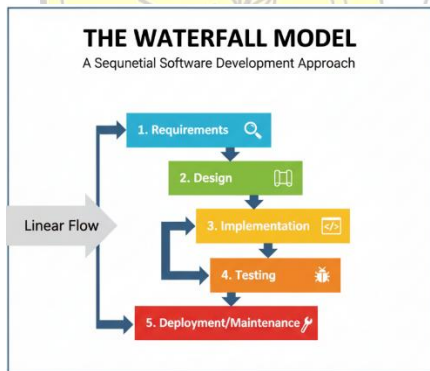 THE WATERFALL MODEL
A Sequnetial Software Development Approach
1. Requirements
2. Design
Linear Flow
3. Implementation
</>
4. Testing
5. Deployment/Maintenance